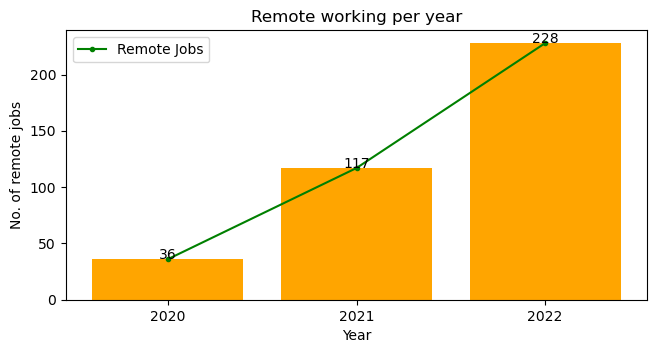 Remote working per year
Remote Jobs
No. of remote jobs
200
150
100
50
0
228
117
36
2020
2021
2022
Year